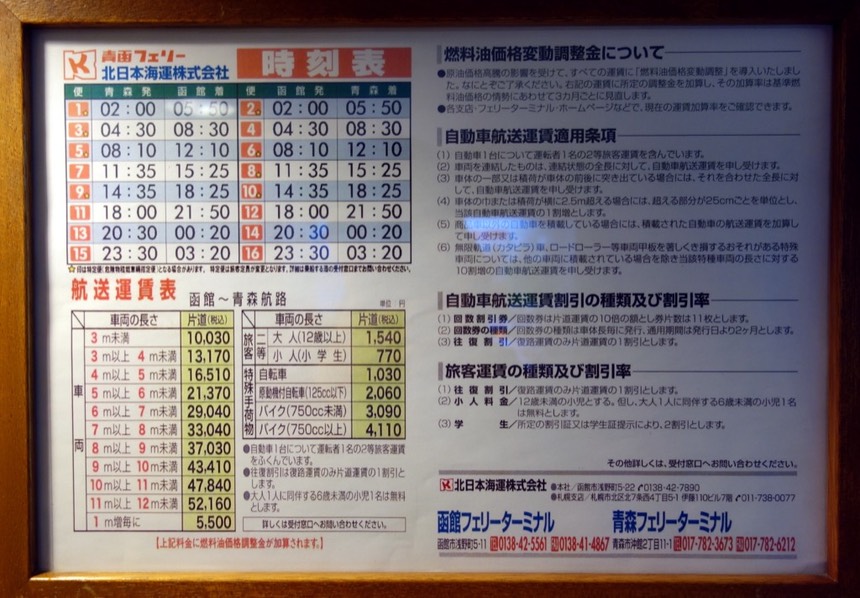 青函フェリー
北日本海運株式会社
時刻表
便 青森発 函館着 便 函館発 青森着
1 02:00 05:50 2 02:00 05:50
3 04:30 08:30 4 04:30 08:30
5 08:10 12:10 6 08:10 12:10
7 11:35 15:25 8 11:35 15:25
9 14:35 18:25 10 14:35 18:25
11 18:00 21:50 12 18:00 21:50
13 20:30 00:30 14 20:30 00:30
15 23:30 03:20 16 23:30 03:20
航送運賃表 函館~青森航路 単位:円
車両の長さ 片道(税込)
車両
3m未満 10,030
3m以上 4m未満 13,170
4m以上 5m未満 16,510
5m以上 6m未満 21,370
6m以上 7m未満 29,040
7m以上 8m未満 33,040
8m以上 9m未満 37,030
9m以上 10m未満 43,410
10m以上 11m未満 47,840
11m以上 12m未満 52,160
1m増毎に 5,500
車両の長さ 片道(税込)
旅客 二等 大人(12歳以上) 1,540
小人(小学生) 770
特殊手荷物 自転車 1,030
原動機付自転車(125cc以下) 2,060
バイク(750cc未満) 3,090
バイク(750cc以上) 4,110
●自動車1台について運転者1名の2等旅客運賃をふくんでいます。
●往復割引は復路運賃のみ片道運賃の1割引とします。
●大人1人に同伴する6歳未満の小児1名は無料とします。
詳しくは受付窓口へお問い合わせください。
【上記料金に燃料油価格調整金が加算されます。】
燃料油価格変動調整金について
●原油価格高騰の影響を受けて、すべての運賃に「燃料油価格変動調整」を導入いたしました。なにとぞご了承ください。右記の運賃に所定の調整金を加算し、その加算率は基準燃料油価格の情勢にあわせて3カ月ごとに見直します。
●各支店・フェリーターミナル・ホームページなどで、現在の運賃加算率をご確認できます。
自動車航送運賃適用条項
(1) 自動車1台について運転者1名の2等旅客運賃を含んでいます。
(2) 車両を連結したものは、連結状態の全長に対して、自動車航送運賃を申し受けます。
(3) 車体の一部又は積荷が車体の前後に突き出ている場合には、それを合わせた全長に対して、自動車航送運賃を申し受けます。
(4) 車体の巾または積荷が横に2.5m超える場合には、超える部分が25cmごとを単位とし、当該自動車航送運賃の1割増とします。
(5) 商品車以外の自動車を積載している場合には、積載された自動車の航送運賃を加算して申し受けます。
(6) 無限軌道(カタピラ)車、ロードローラー等車両甲板を著しくき損するおそれがある特殊車両については、他の車両に積載されている場合を除き当該特種車両の長さに対する10割増の自動車航送運賃を申し受けます。
自動車航送運賃割引の種類及び割引率
(1) 回数割引券/回数券は片道運賃の10倍の額とし券片数は11枚とします。
(2) 回数券の種類/回数券の種類は車体長毎に発行、通用期間は発行日より2ヶ月とします。
(3) 往復割引/復路運賃のみ片道運賃の1割引とします。
旅客運賃の種類及び割引率
(1) 往復割引/復路運賃のみ片道運賃の1割引とします。
(2) 小人料金/12歳未満の小児とする。但し、大人1人に同伴する6歳未満の小児1名は無料とします。
(3) 学生/所定の割引証又は学生証提示により、2割引とします。
その他詳しくは、受付窓口へお問い合わせください。
北日本海運株式会社 ●本社/函館市浅野町5-22 0138-42-7890
●札幌支店/札幌市北区北7条西4丁目5-1 伊藤110ビル7階 011-738-0077
函館フェリーターミナル 青森フェリーターミナル
函館市浅野町5-11 0138-42-5561 0138-41-4867 青森市沖館2丁目11-1 017-782-3673 017-782-6212